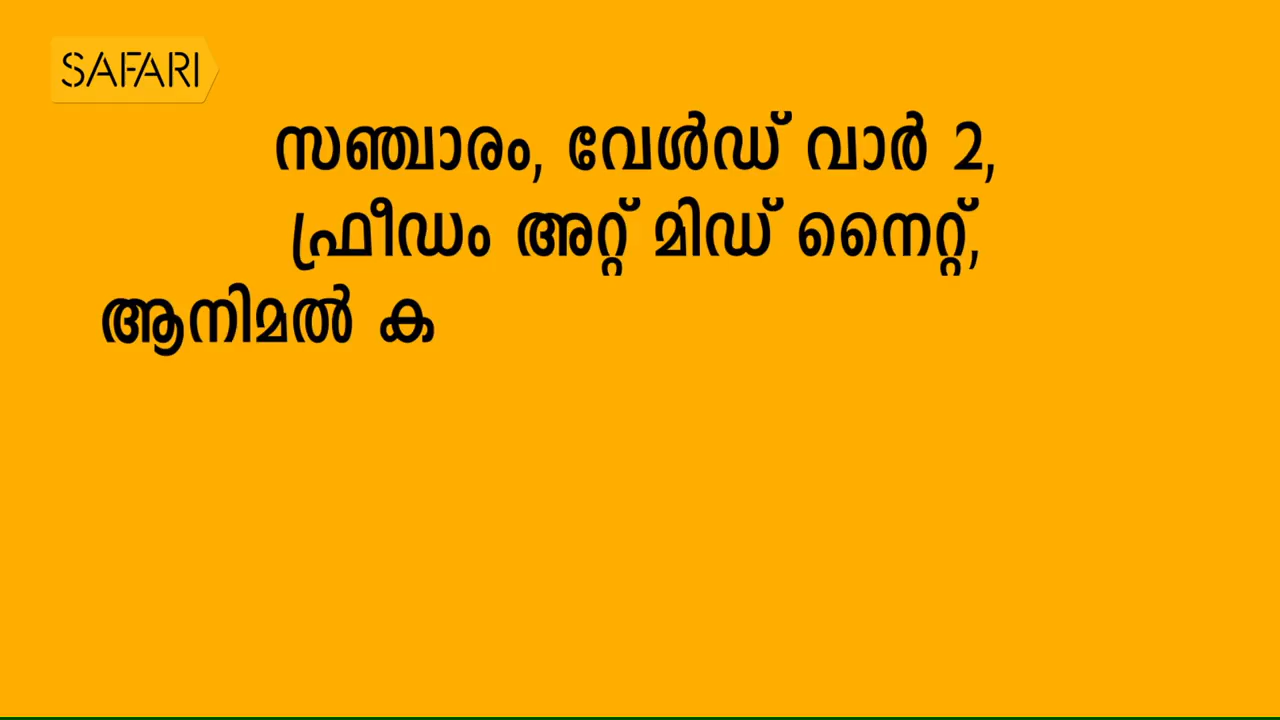 SAFARI
സഞ്ചാരം, വേൾഡ് വാർ 2,
ഫ്രീഡം അറ്റ് മിഡ് നൈറ്റ്,
ആനിമൽ ക